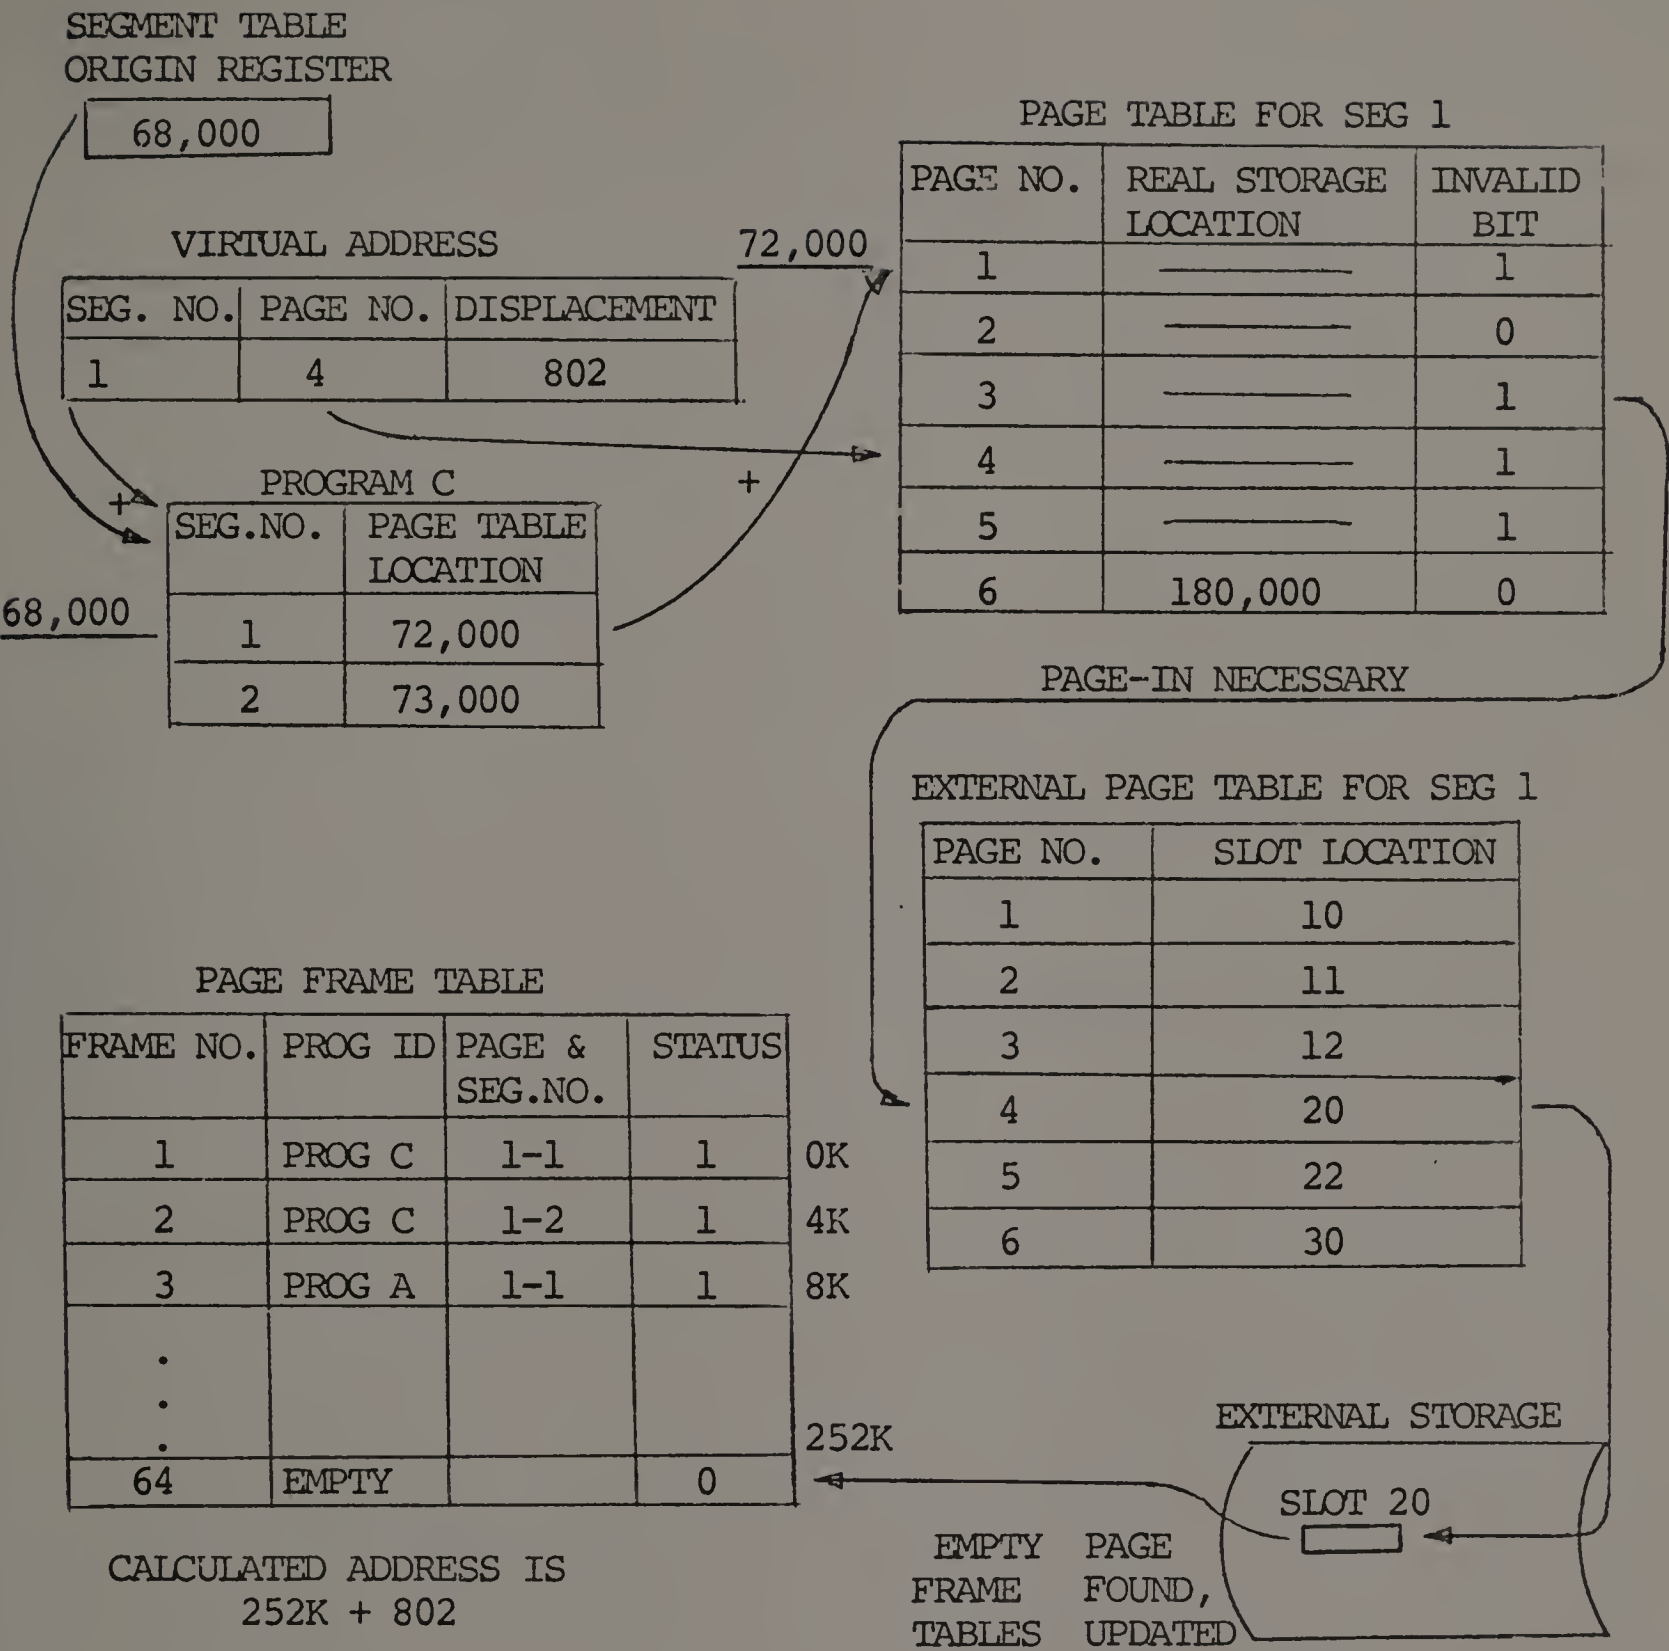 SEGMENT TABLE
ORIGIN REGISTER
68,000
VIRTUAL ADDRESS
SEG. NO. PAGE NO. DISPLACEMENT
1 4 802
+
PROGRAM C
SEG.NO. PAGE TABLE
LOCATION
68,000
1 72,000
2 73,000
72,000
+
PAGE TABLE FOR SEG 1
PAGE NO. REAL STORAGE INVALID
LOCATION BIT
1 1
2 0
3 1
4 1
5 1
6 180,000 0
PAGE-IN NECESSARY
EXTERNAL PAGE TABLE FOR SEG 1
PAGE NO. SLOT LOCATION
1 10
2 11
3 12
4 20
5 22
6 30
PAGE FRAME TABLE
FRAME NO. PROG ID PAGE & STATUS
SEG.NO.
1 PROG C 1-1 1 0K
2 PROG C 1-2 1 4K
3 PROG A 1-1 1 8K
252K
64 EMPTY 0
CALCULATED ADDRESS IS
252K + 802
EXTERNAL STORAGE
SLOT 20
EMPTY PAGE
FRAME FOUND,
TABLES UPDATED